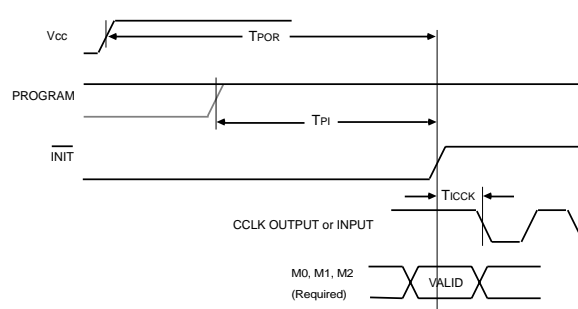 Vcc
TPOR
PROGRAM
TPI
INIT
TICCK
CCLK OUTPUT or INPUT
M0, M1, M2
(Required)
VALID